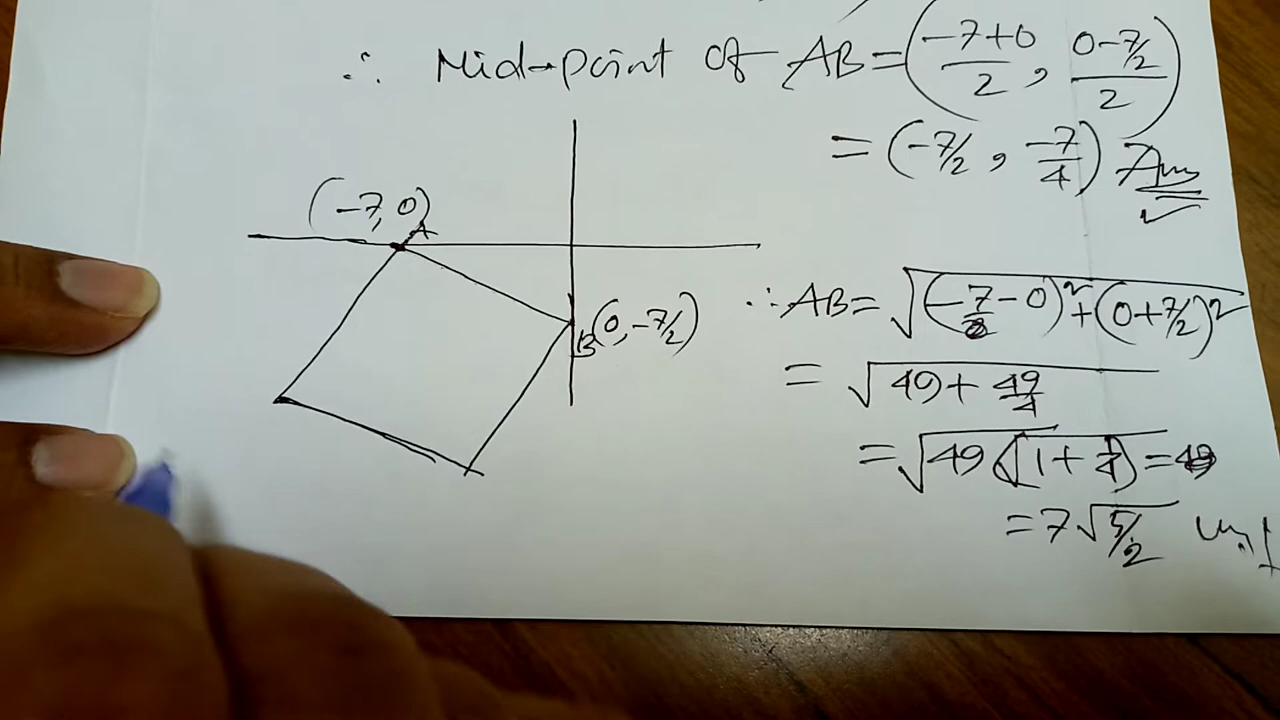 ∴ Mid-point of AB = (-7+0/2, 0-7/2/2)
= (-7/2, -7/4) Ans
(-7, 0)
A
B (0, -7/2)
∴ AB = √(-7-0)²+(0+7/2)²
= √49+49/4
= √49(1+1/4) = 49
= 7√5/2 unit